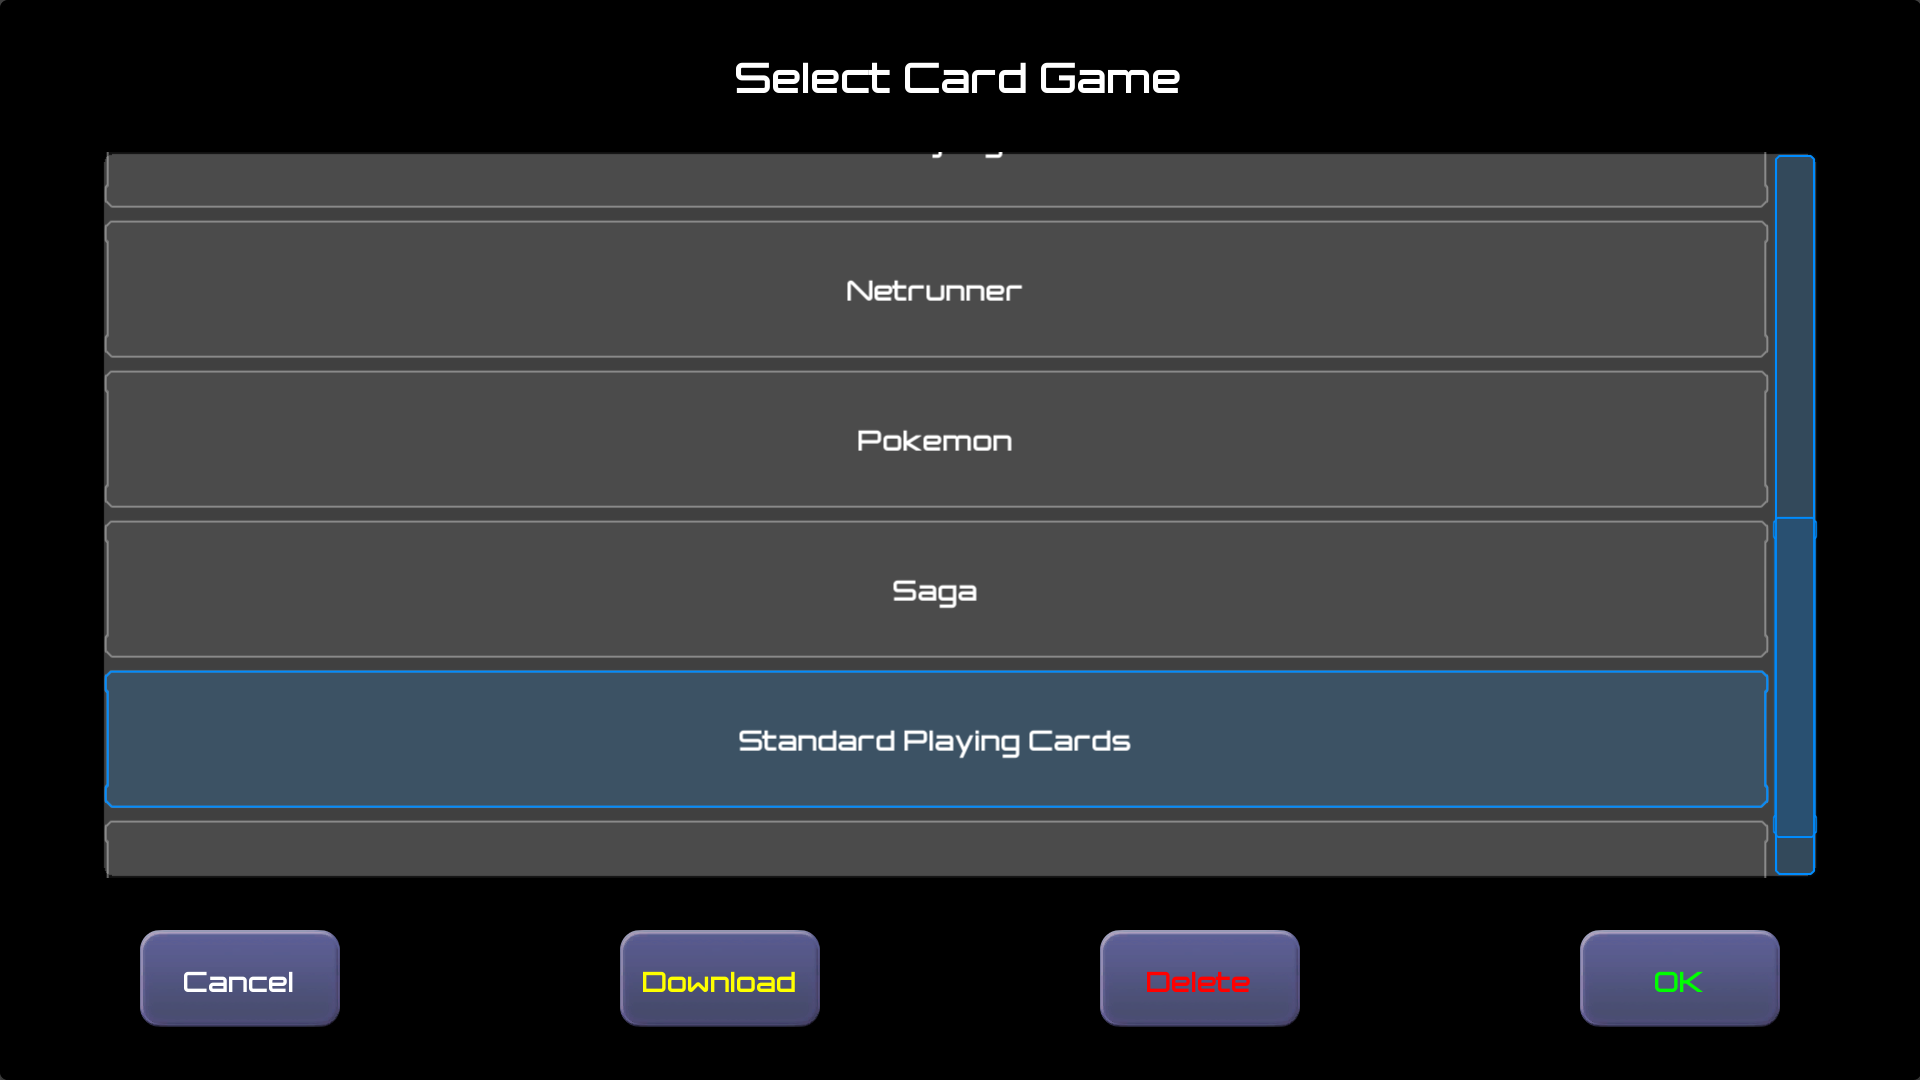 Select Card Game
Netrunner
Pokemon
Saga
Standard Playing Cards
Cancel
Download
Delete
OK